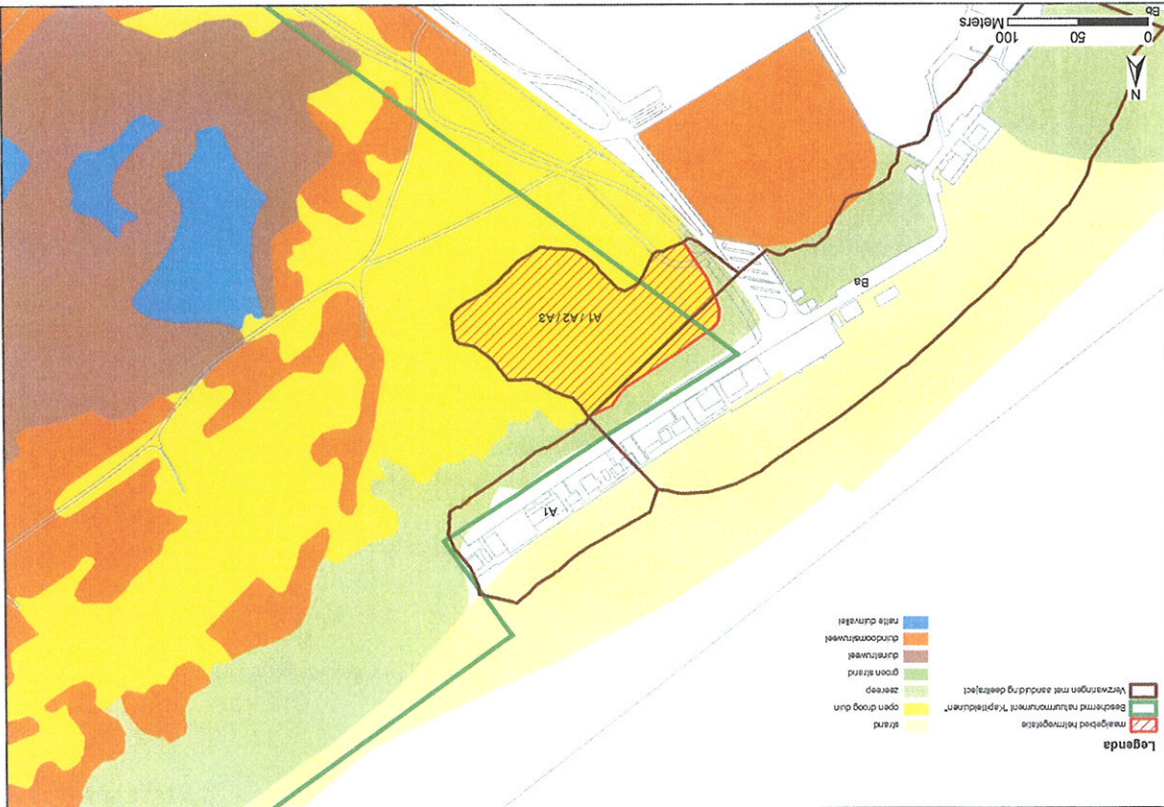 Legenda
maaigebied helmvegetatie
Beschermd natuurmonument "Kapittelduinen"
Verzwaringen met aanduiding deeltraject
strand
open droog duin
zeereep
groen strand
duinstruweel
duindoornstruweel
natte duinvallei
A1
A1 / A2 / A3
Ba
N
0 50 100
Meters
Bb